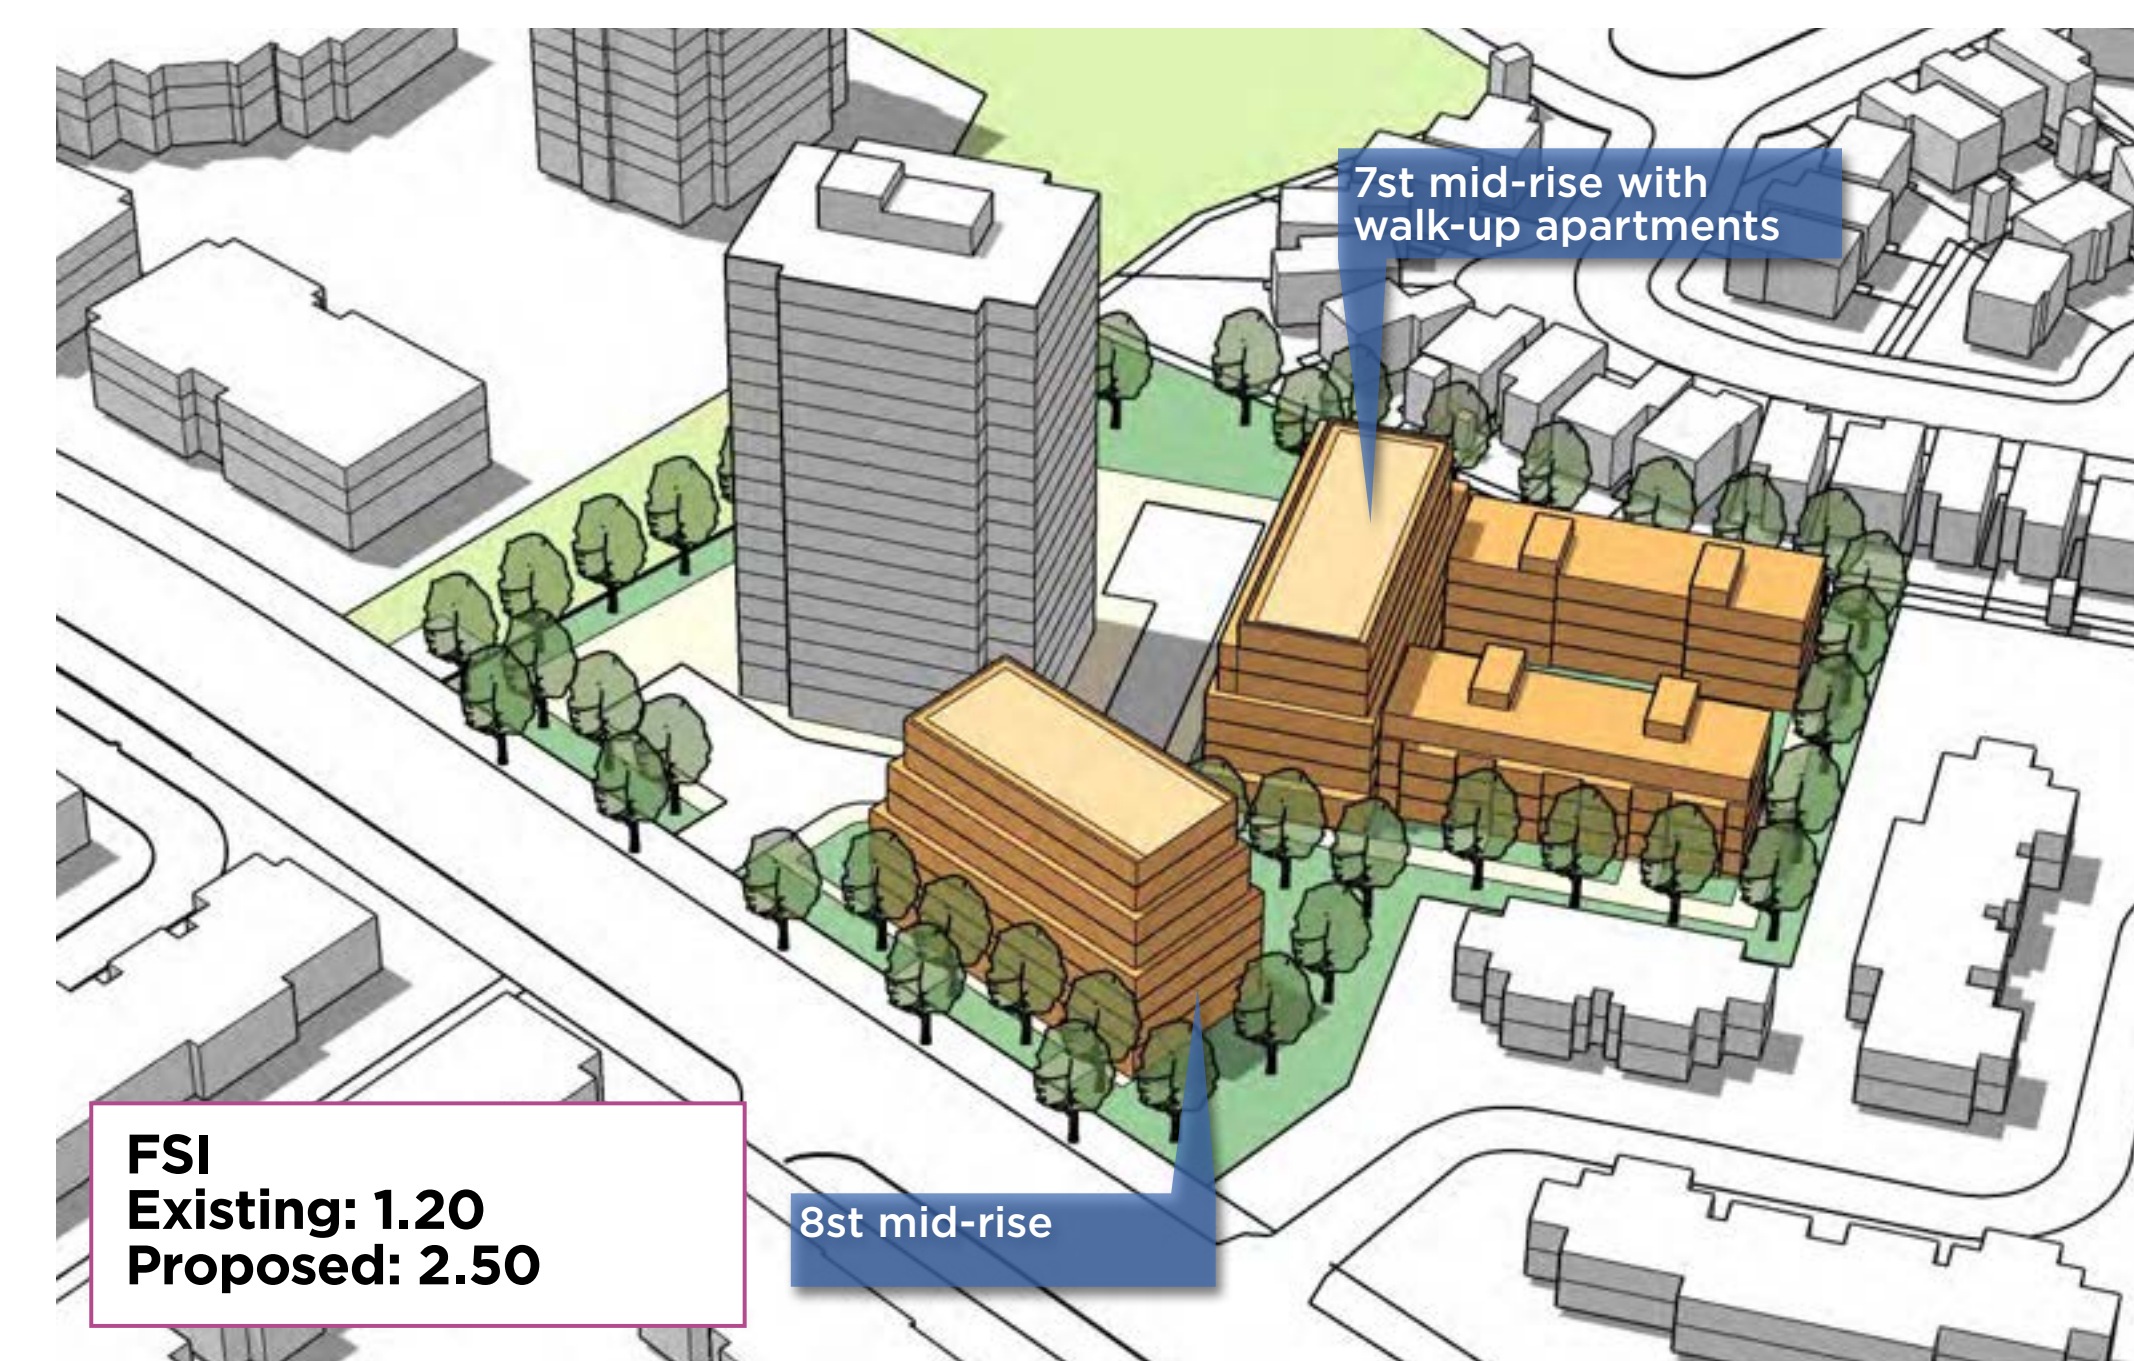 7st mid-rise with
walk-up apartments
FSI
Existing: 1.20
Proposed: 2.50
8st mid-rise